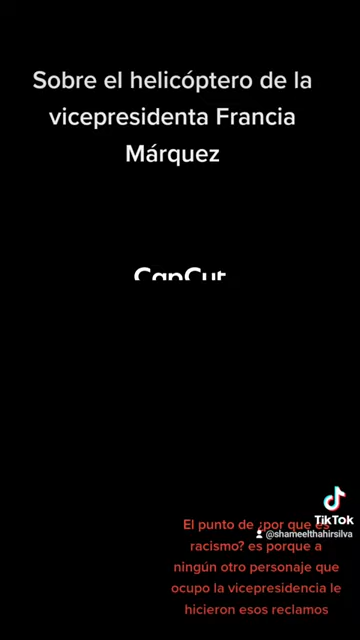 Sobre el helicóptero de la
vicepresidenta Francia
Márquez
CapCut
TikTok
El punto de ¿por que es
@shameelthahirsilva
racismo? es porque a
ningún otro personaje que
ocupo la vicepresidencia le
hicieron esos reclamos